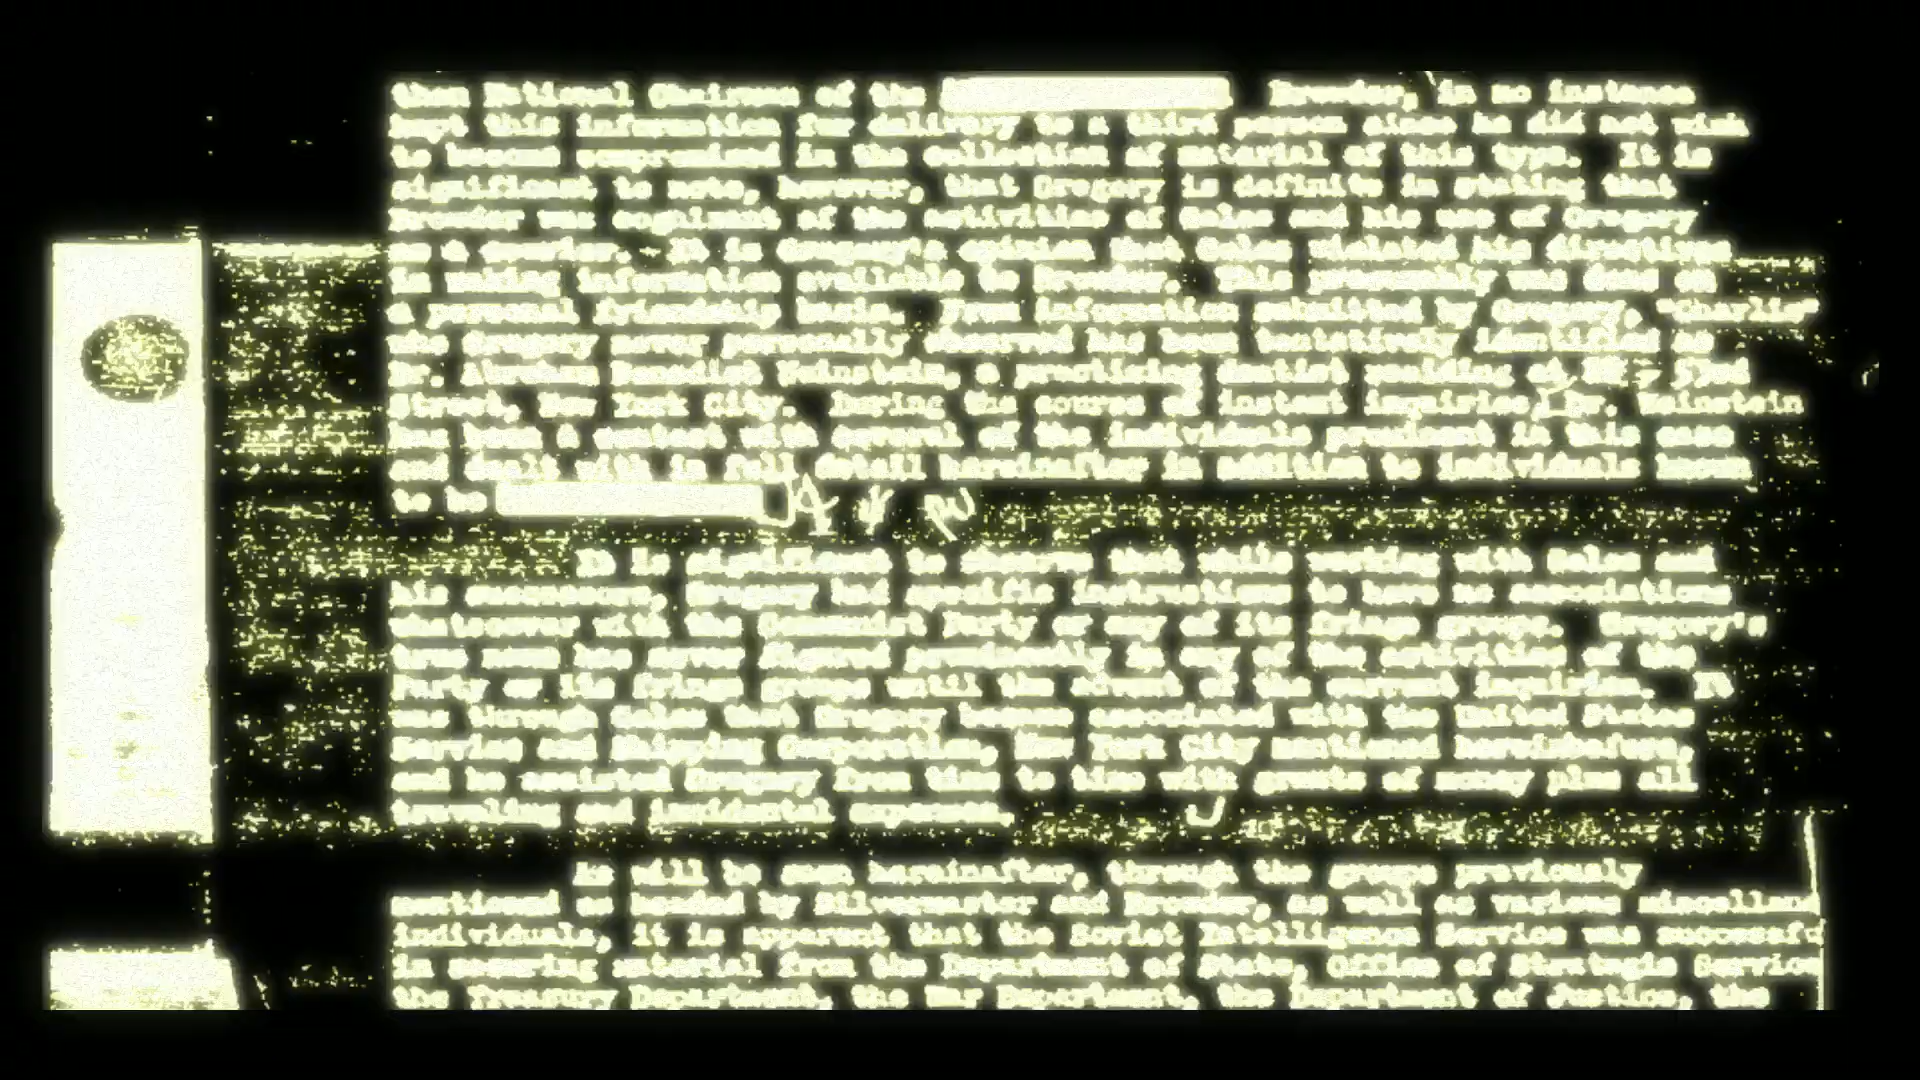 then National Chairman of the Browder, in no instance
kept this information for delivery to a third person alone he did not wish
to become compromised in the collection of material of this type. It is
significant to note, however, that Gregory is definite in stating that
Browder was cognizant of the activities of Golos and his use of Gregory
as a courier. It is Gregory's opinion that Golos violated his directives
in making information available to Browder. This presumably was done on
a personal friendship basis. From information submitted by Gregory, "Charlie"
who Gregory never personally observed has been tentatively identified as
Dr. Abraham Benedict Weinstein, a practicing dentist residing at
Street, New York City. During the course of instant inquiries, Dr. Weinstein
has been a contact with several of the individuals prominent in this case
and dealt with in full detail hereinafter in addition to individuals known
to be
It is significant to observe that while working with Golos and
his successors, Gregory had specific instructions to have no associations
whatsoever with the Communist Party or any of its fringe groups. Gregory's
true name has never figured prominently in any of the activities of the
Party or its fringe groups until the advent of the current inquiries. It
was through Golos that Gregory became associated with the United States
Service and Shipping Corporation, New York City mentioned hereinbefore,
and he assisted Gregory from time to time with grants of money plus all
traveling and incidental expenses.
As will be seen hereinafter, through the groups previously
mentioned as headed by Silvermaster and Browder, as well as various miscellan
individuals, it is apparent that the Soviet Intelligence Service was successfu
in securing material from the Department of State, Office of Strategic Service
the Treasury Department, the War Department, the Department of Justice, the